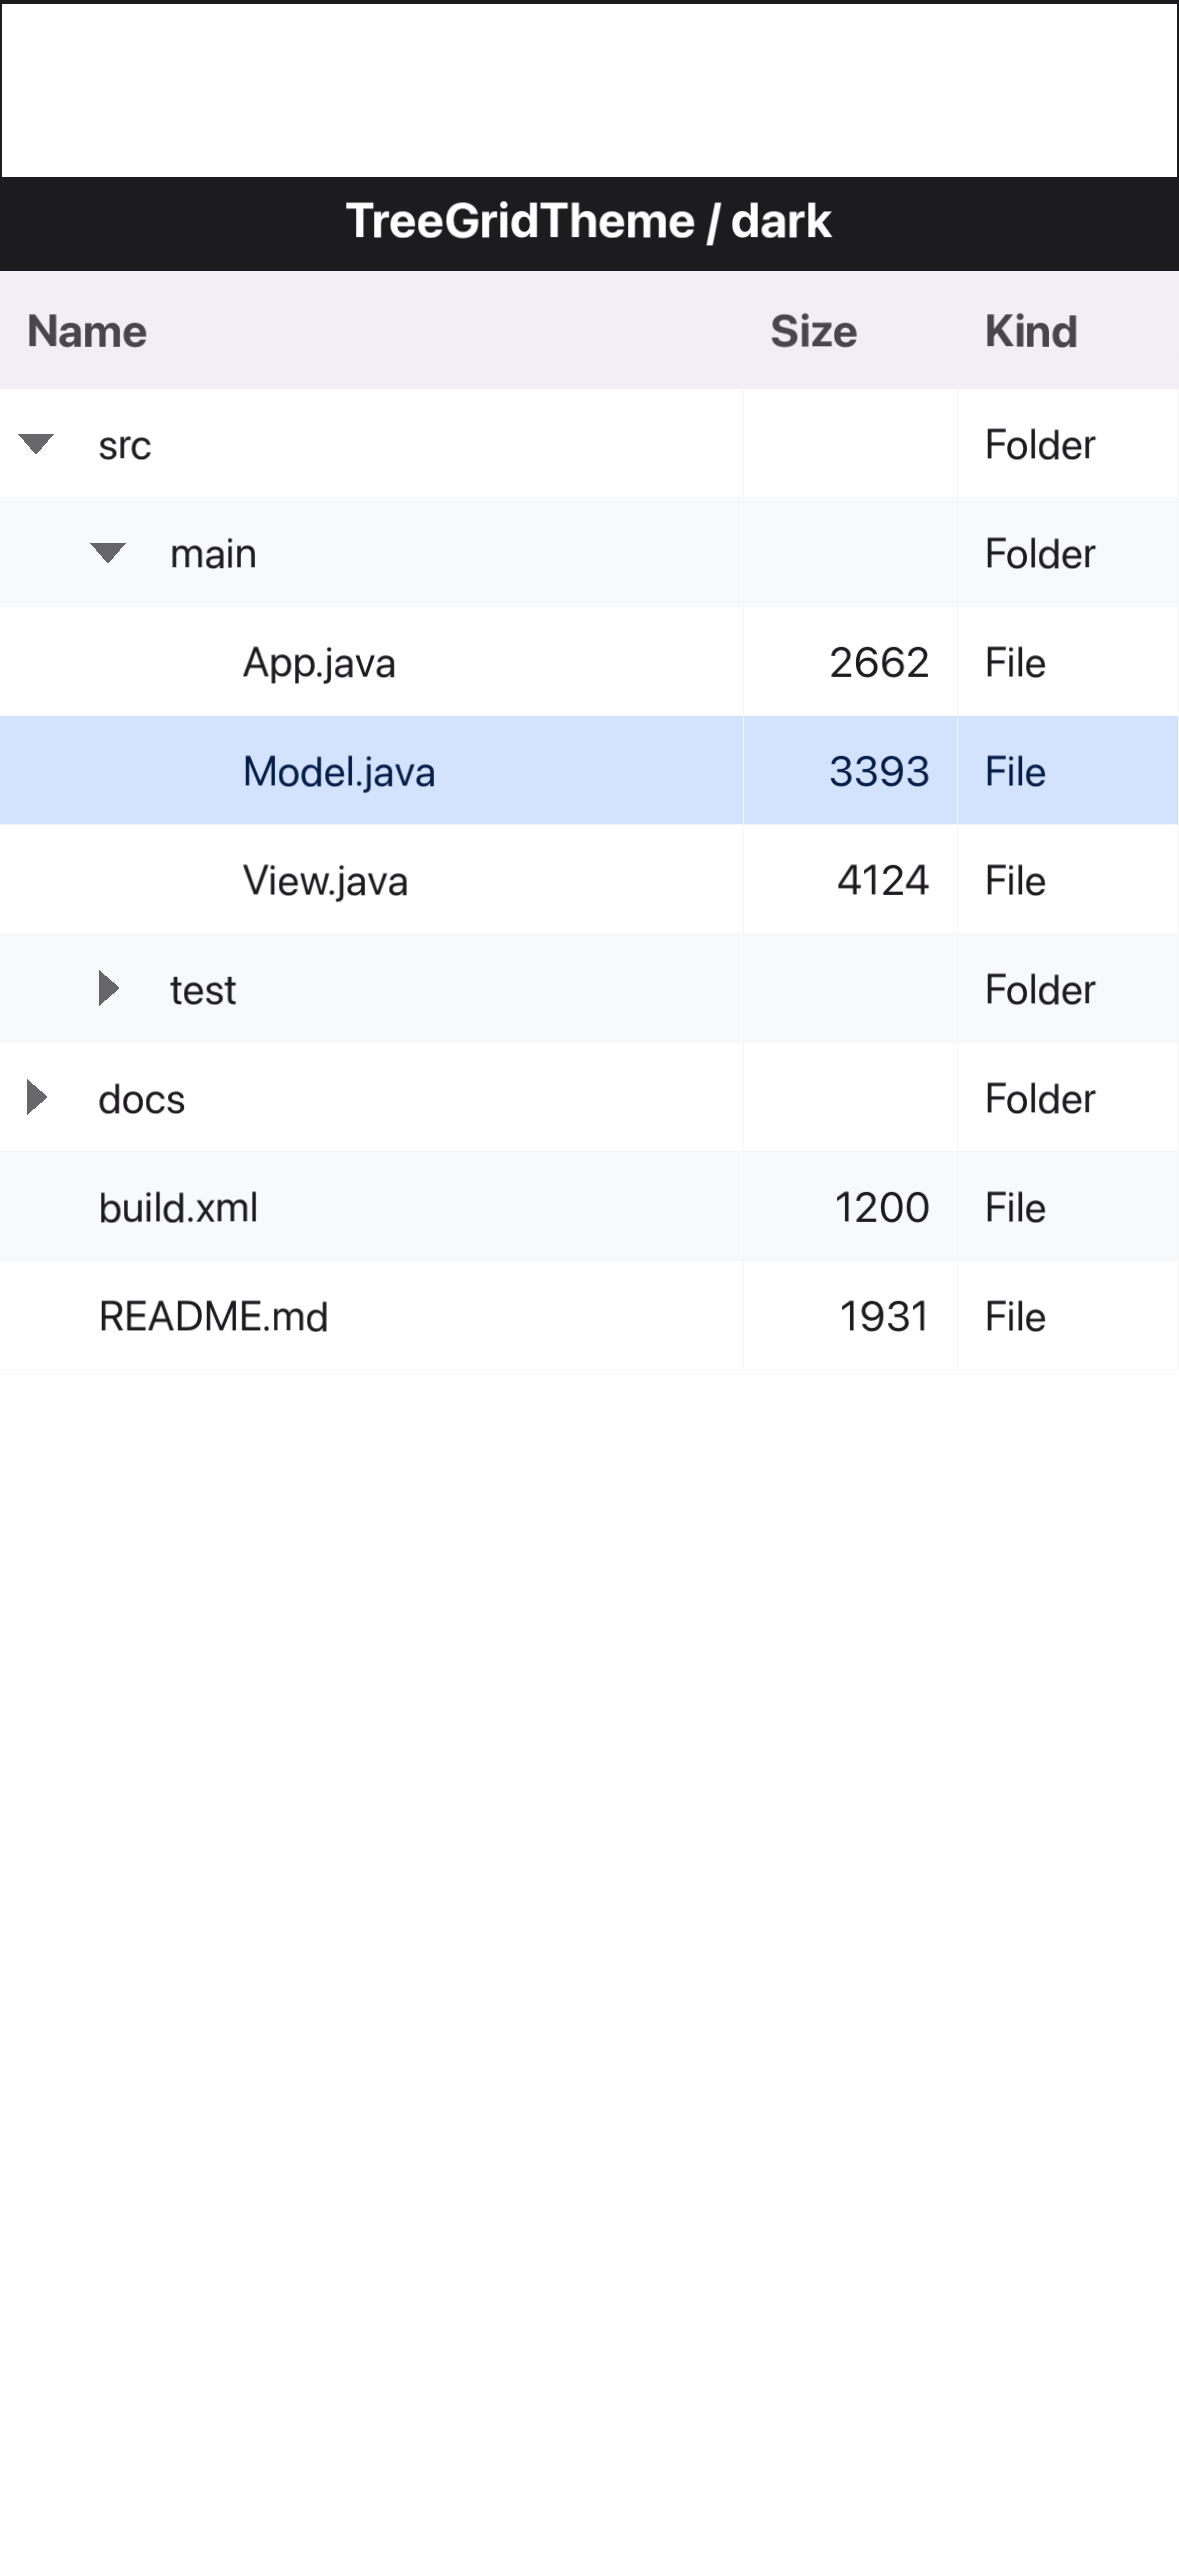 TreeGridTheme / dark
Name Size Kind
src Folder
main Folder
App.java 2662 File
Model.java 3393 File
View.java 4124 File
test Folder
docs Folder
build.xml 1200 File
README.md 1931 File